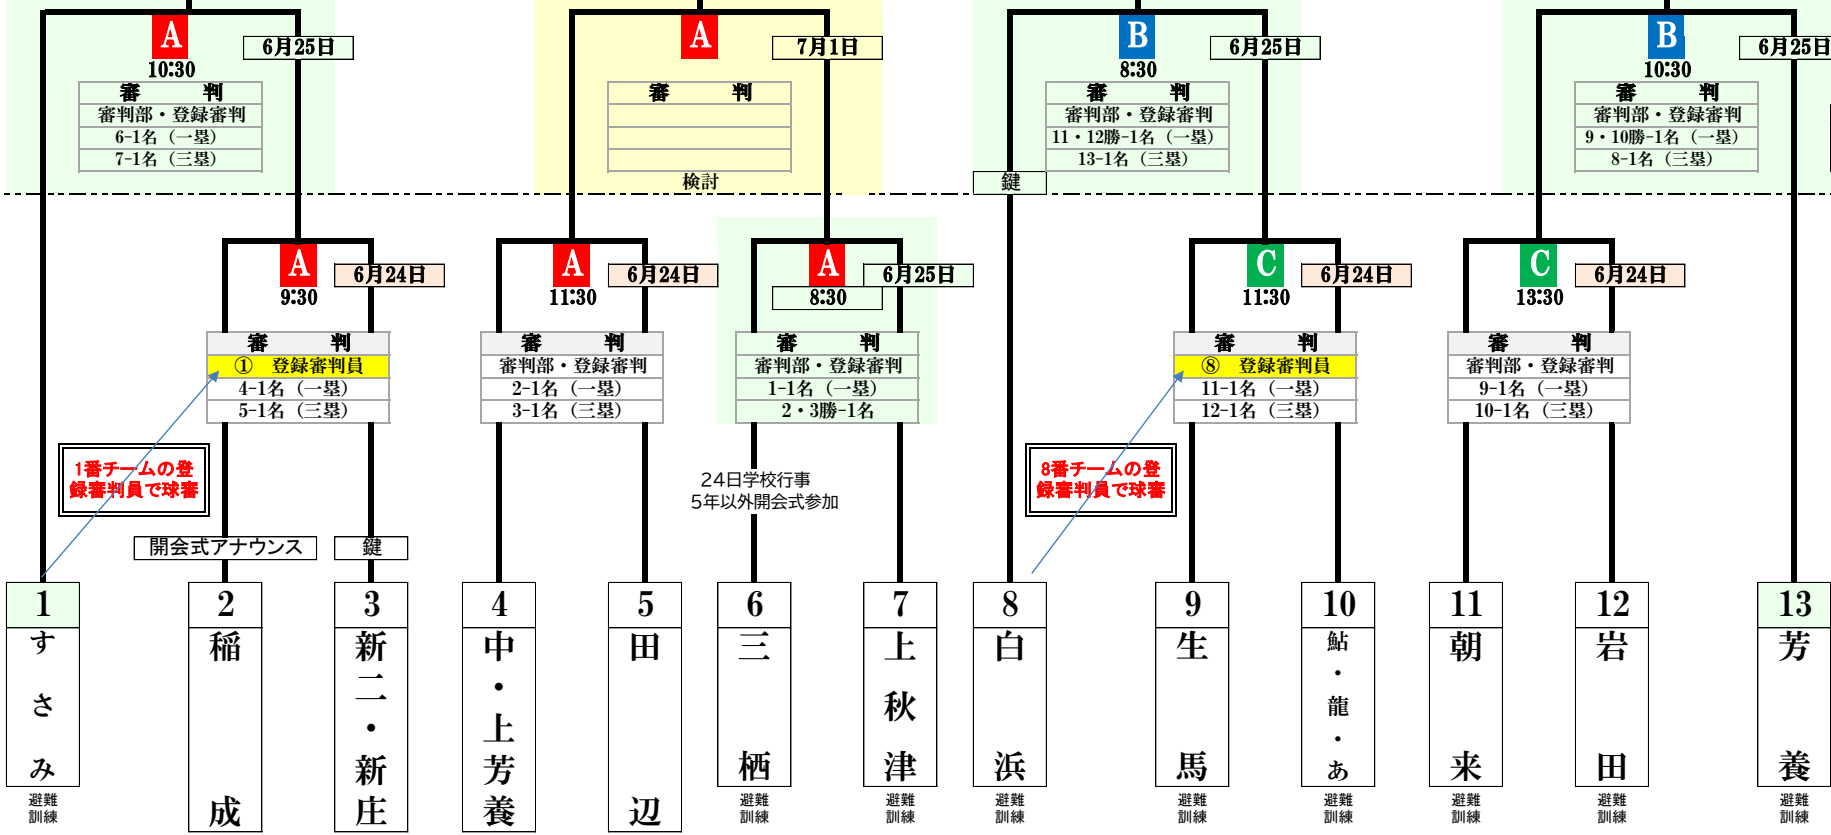 A
6月25日
10:30
審 判
審判部・登録審判
6-1名（一塁）
7-1名（三塁）
A
7月1日
審 判
検討
B
6月25日
8:30
審 判
審判部・登録審判
11・12勝-1名（一塁）
13-1名（三塁）
鍵
B
6月25日
10:30
審 判
審判部・登録審判
9・10勝-1名（一塁）
8-1名（三塁）
A
6月24日
9:30
審 判
① 登録審判員
4-1名（一塁）
5-1名（三塁）
A
6月24日
11:30
審 判
審判部・登録審判
2-1名（一塁）
3-1名（三塁）
A
6月25日
8:30
審 判
審判部・登録審判
1-1名（一塁）
2・3勝-1名
C
6月24日
11:30
審 判
⑧ 登録審判員
11-1名（一塁）
12-1名（三塁）
C
6月24日
13:30
審 判
審判部・登録審判
9-1名（一塁）
10-1名（三塁）
1番チームの登
録審判員で球審
24日学校行事
5年以外開会式参加
8番チームの登
録審判員で球審
開会式アナウンス
鍵
1
すさみ
避難
訓練
2
稲成
3
新二・新庄
4
中・上芳養
5
田辺
6
三栖
避難
訓練
7
上秋津
避難
訓練
8
白浜
避難
訓練
9
生馬
避難
訓練
10
鮎・龍・あ
避難
訓練
11
朝来
避難
訓練
12
岩田
避難
訓練
13
芳養
避難
訓練